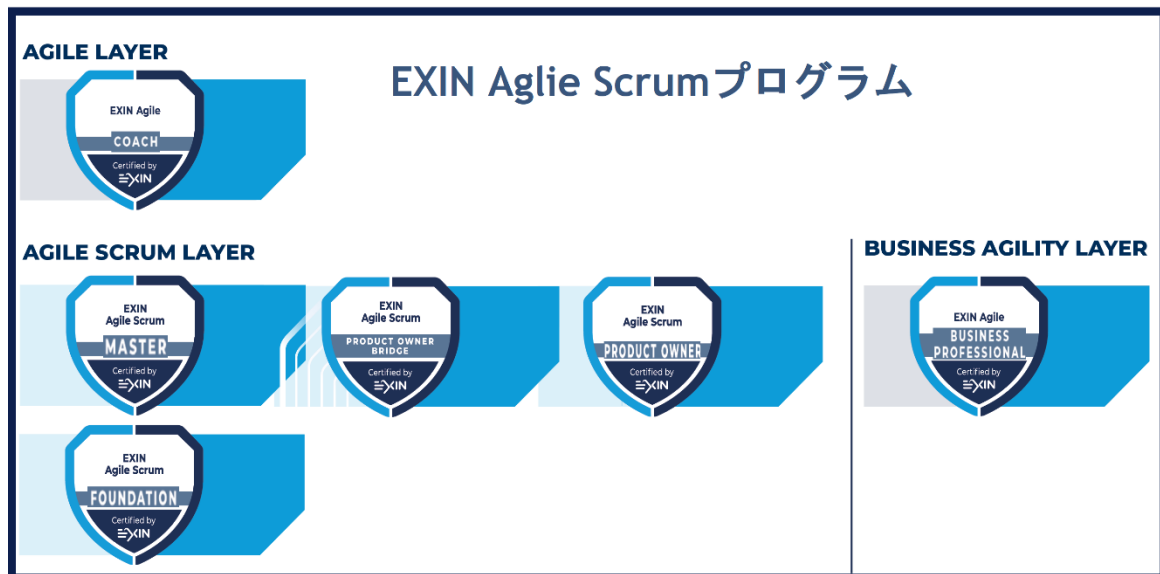 AGILE LAYER
EXIN Aglie Scrumプログラム
EXIN Agile
COACH
Certified by
EXIN
AGILE SCRUM LAYER
EXIN
Agile Scrum
MASTER
Certified by
EXIN
EXIN
Agile Scrum
PRODUCT OWNER
BRIDGE
Certified by
EXIN
EXIN
Agile Scrum
PRODUCT OWNER
Certified by
EXIN
BUSINESS AGILITY LAYER
EXIN Agile
BUSINESS
PROFESSIONAL
Certified by
EXIN
EXIN
Agile Scrum
FOUNDATION
Certified by
EXIN